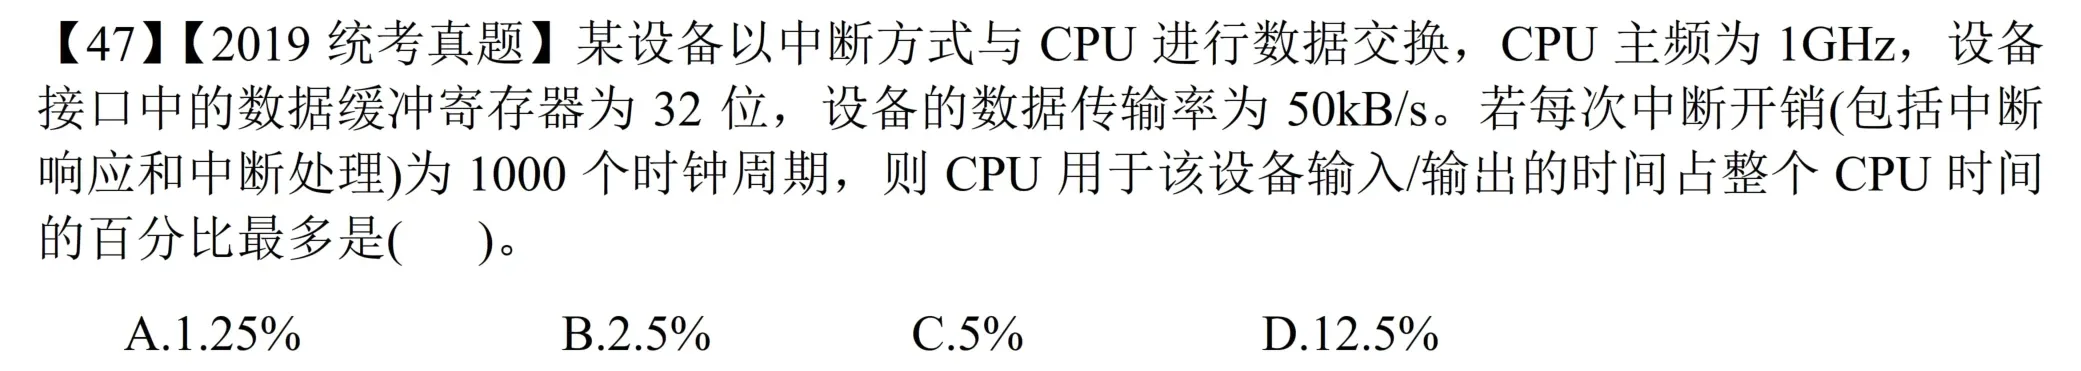 【47】【2019 统考真题】某设备以中断方式与 CPU 进行数据交换，CPU 主频为 1GHz，设备
接口中的数据缓冲寄存器为 32 位，设备的数据传输率为 50kB/s。若每次中断开销(包括中断
响应和中断处理)为 1000 个时钟周期，则 CPU 用于该设备输入/输出的时间占整个 CPU 时间
的百分比最多是( )。
A.1.25% B.2.5% C.5% D.12.5%